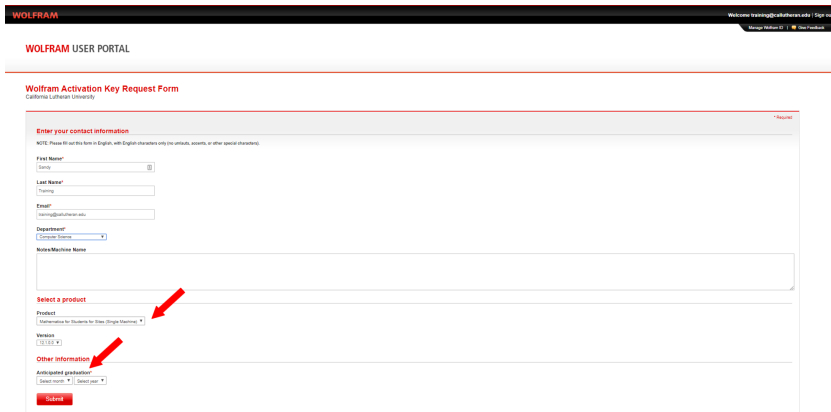 WOLFRAM
Welcome training@callutheran.edu | Sign ou
Manage Wolfram ID | Give Feedback
WOLFRAM USER PORTAL
Wolfram Activation Key Request Form
California Lutheran University
* Required
Enter your contact information
NOTE: Please fill out this form in English, with English characters only (no umlauts, accents, or other special characters).
First Name*
Sandy
Last Name*
Training
Email*
training@callutheran.edu
Department*
Computer Science
Notes/Machine Name
Select a product
Product
Mathematica for Students for Sites (Single Machine)
Version
12.1.0.0
Other information
Anticipated graduation*
Select month Select year
Submit